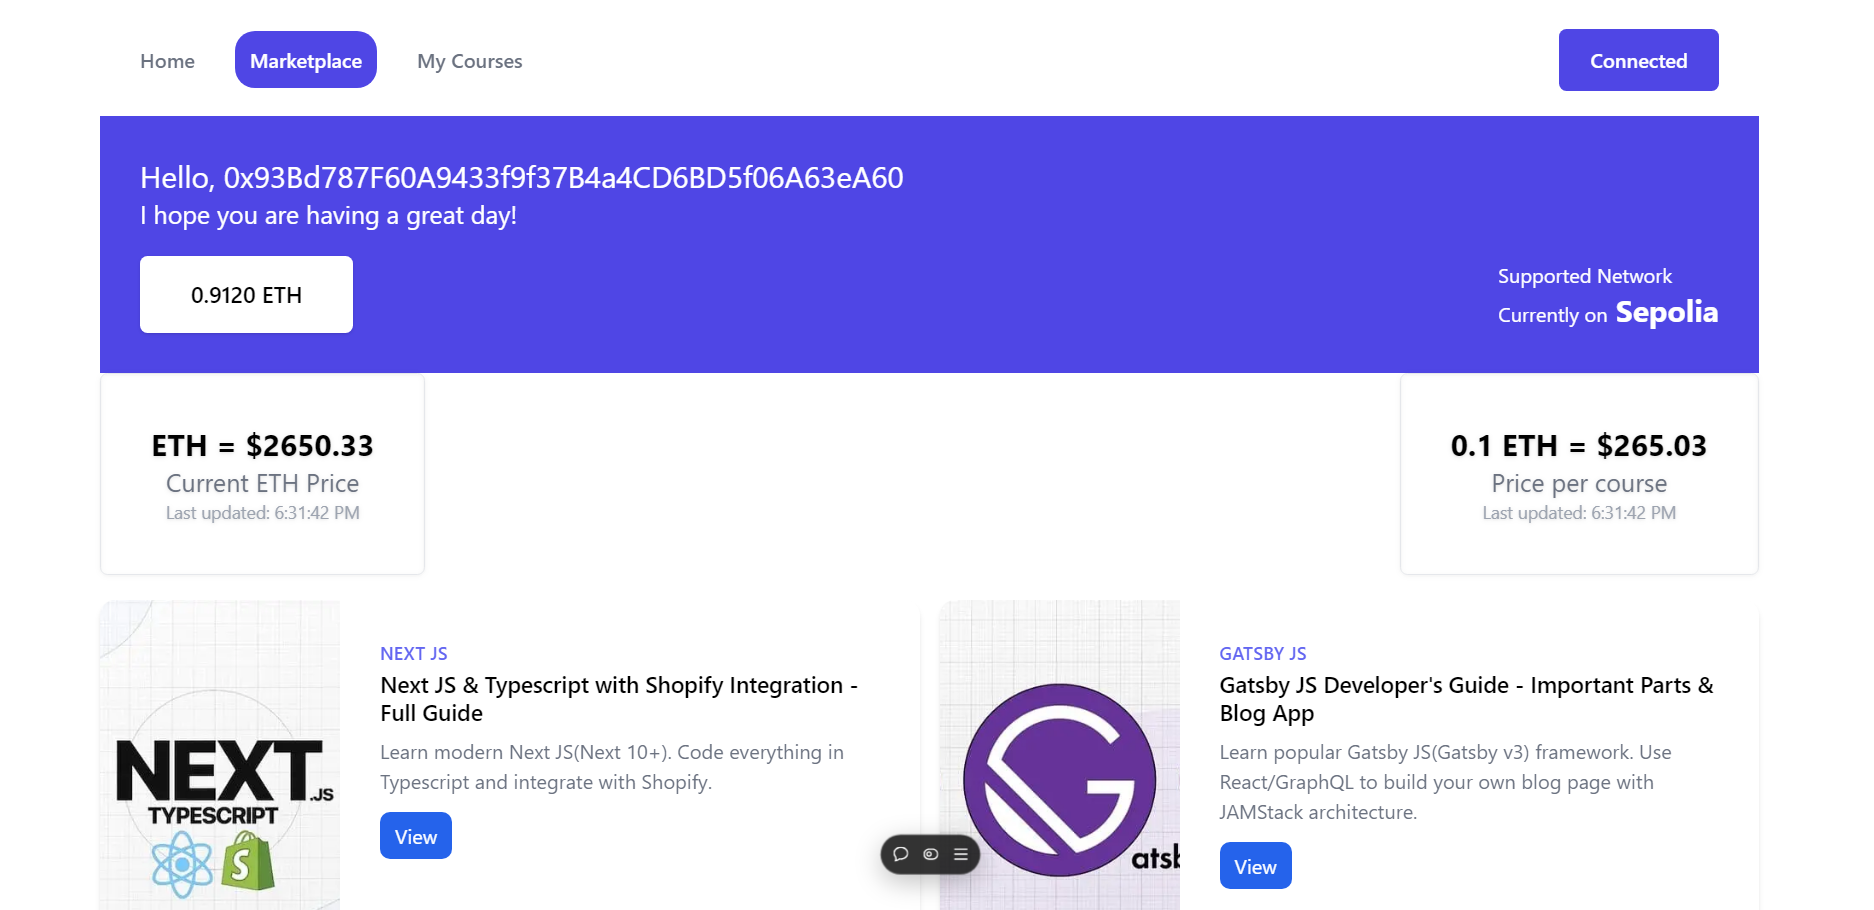 Home
Marketplace
My Courses
Connected
Hello, 0x93Bd787F60A9433f9f37B4a4CD6BD5f06A63eA60
I hope you are having a great day!
0.9120 ETH
Supported Network
Currently on Sepolia
ETH = $2650.33
Current ETH Price
Last updated: 6:31:42 PM
0.1 ETH = $265.03
Price per course
Last updated: 6:31:42 PM
NEXT.JS
TYPESCRIPT
S
NEXT JS
Next JS & Typescript with Shopify Integration -
Full Guide
Learn modern Next JS(Next 10+). Code everything in
Typescript and integrate with Shopify.
View
G
atsb
GATSBY JS
Gatsby JS Developer's Guide - Important Parts &
Blog App
Learn popular Gatsby JS(Gatsby v3) framework. Use
React/GraphQL to build your own blog page with
JAMStack architecture.
View